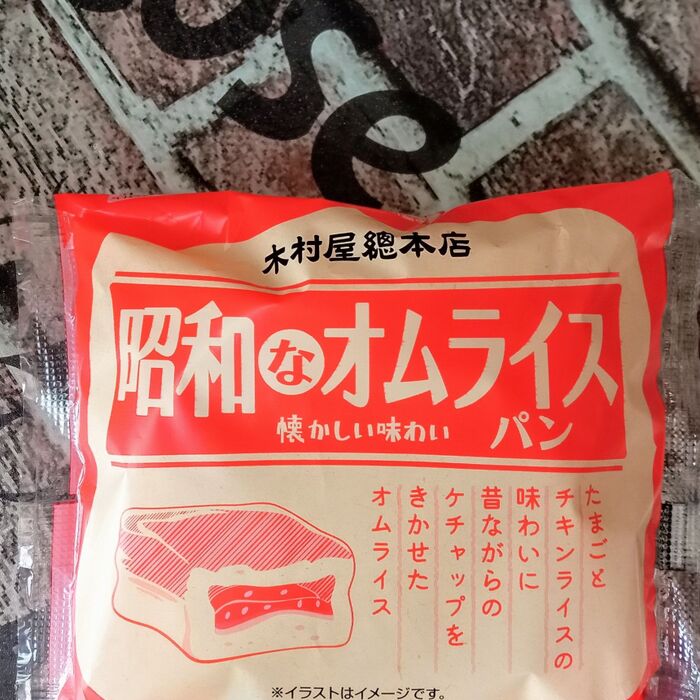 木村屋總本店
昭和なオムライス
懐かしい味わい パン
たまごと
チキンライスの
味わいに
昔ながらの
ケチャップを
きかせた
オムライス
※イラストはイメージです。